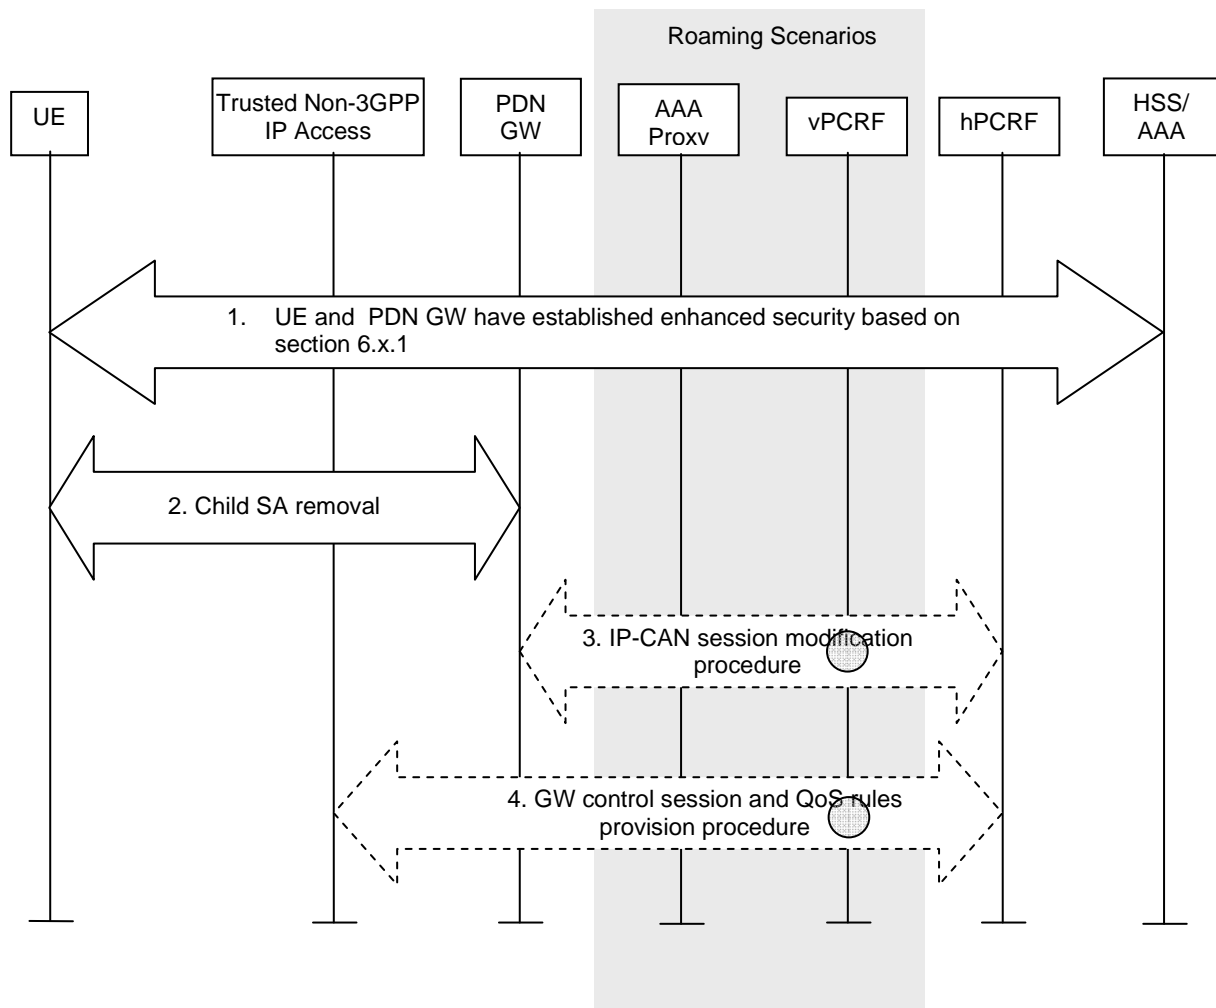 Roaming Scenarios
UE
Trusted Non-3GPP
IP Access
PDN
GW
AAA
Proxy
vPCRF
hPCRF
HSS/
AAA
1. UE and PDN GW have established enhanced security based on
section 6.x.1
2. Child SA removal
3. IP-CAN session modification
procedure
4. GW control session and QoS rules
provision procedure